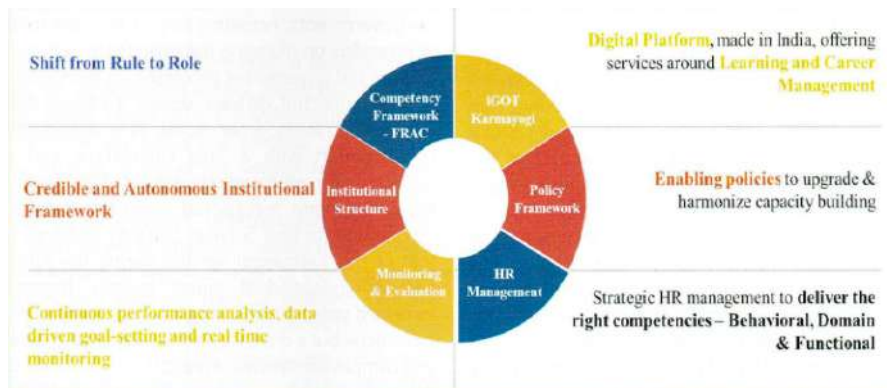 Shift from Rule to Role
Competency
Framework
- FRAC
iGOT
Karmayogi
Digital Platform, made in India, offering
services around Learning and Career
Management
Credible and Autonomous Institutional
Framework
Institutional
Structure
Policy
Framework
Enabling policies to upgrade &
harmonize capacity building
Continuous performance analysis, data
driven goal-setting and real time
monitoring
Monitoring
& Evaluation
HR
Management
Strategic HR management to deliver the
right competencies – Behavioral, Domain
& Functional